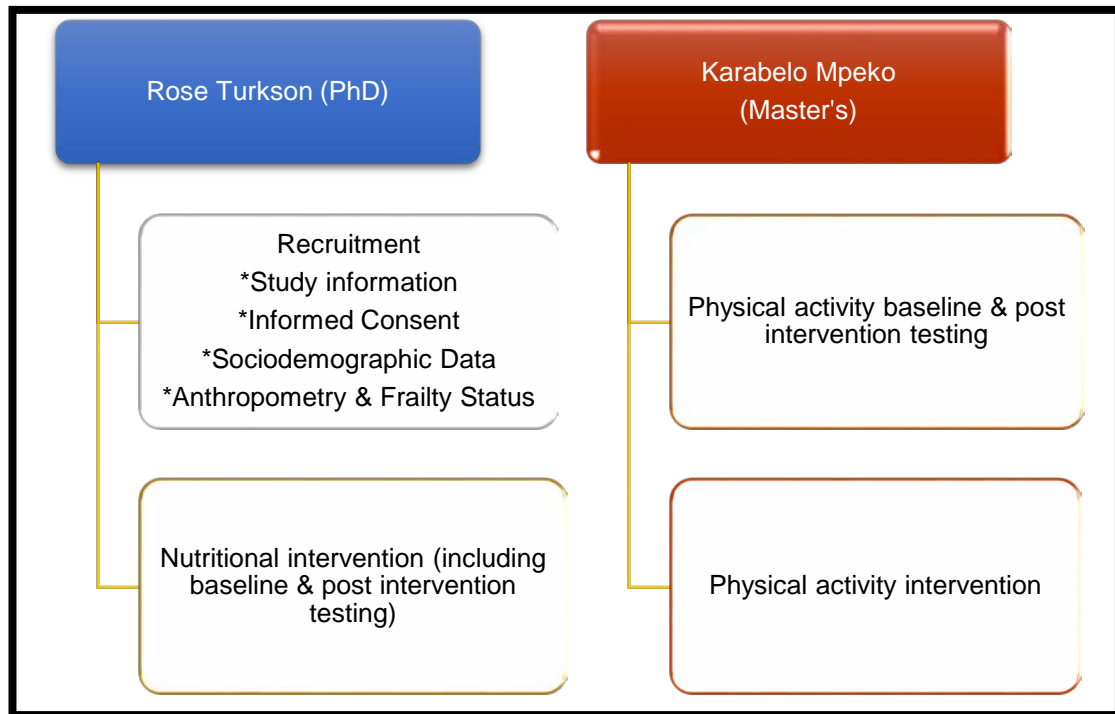 Rose Turkson (PhD)
Recruitment
*Study information
*Informed Consent
*Sociodemographic Data
*Anthropometry & Frailty Status
Nutritional intervention (including
baseline & post intervention
testing)
Karabelo Mpeko
(Master's)
Physical activity baseline & post
intervention testing
Physical activity intervention